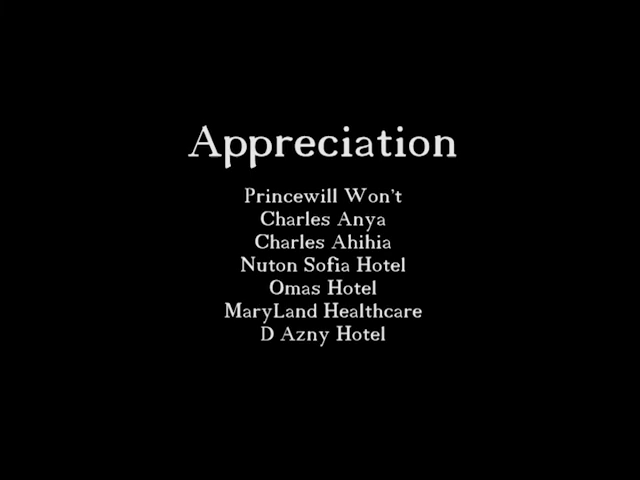 Appreciation
Princewill Won't
Charles Anya
Charles Ahihia
Nuton Sofia Hotel
Omas Hotel
MaryLand Healthcare
D Azny Hotel